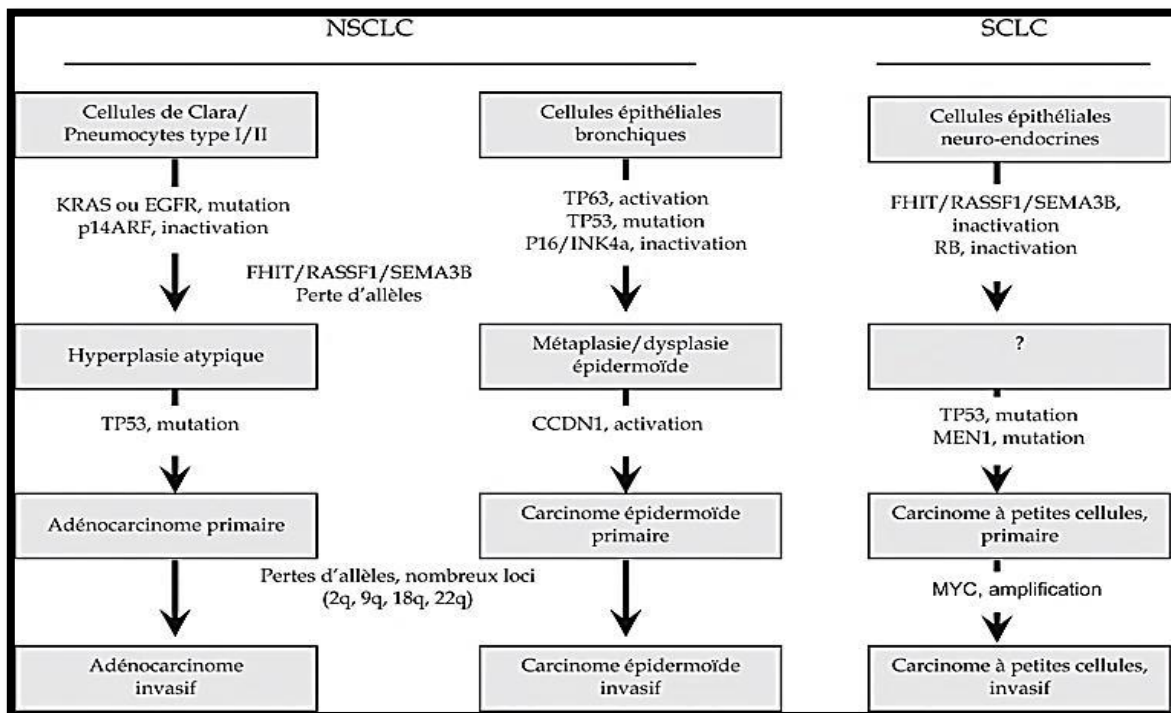 NSCLC
SCLC
Cellules de Clara/
Pneumocytes type I/II
Cellules épithéliales
bronchiques
Cellules épithéliales
neuro-endocrines
KRAS ou EGFR, mutation
p14ARF, inactivation
TP63, activation
TP53, mutation
P16/INK4a, inactivation
FHIT/RASSF1/SEMA3B,
inactivation
RB, inactivation
FHIT/RASSF1/SEMA3B
Perte d'allèles
Hyperplasie atypique
Métaplasie/dysplasie
épidermoïde
?
TP53, mutation
CCDN1, activation
TP53, mutation
MEN1, mutation
Adénocarcinome primaire
Carcinome épidermoïde
primaire
Carcinome à petites cellules,
primaire
Pertes d'allèles, nombreux loci
(2q, 9q, 18q, 22q)
MYC, amplification
Adénocarcinome
invasif
Carcinome épidermoïde
invasif
Carcinome à petites cellules,
invasif